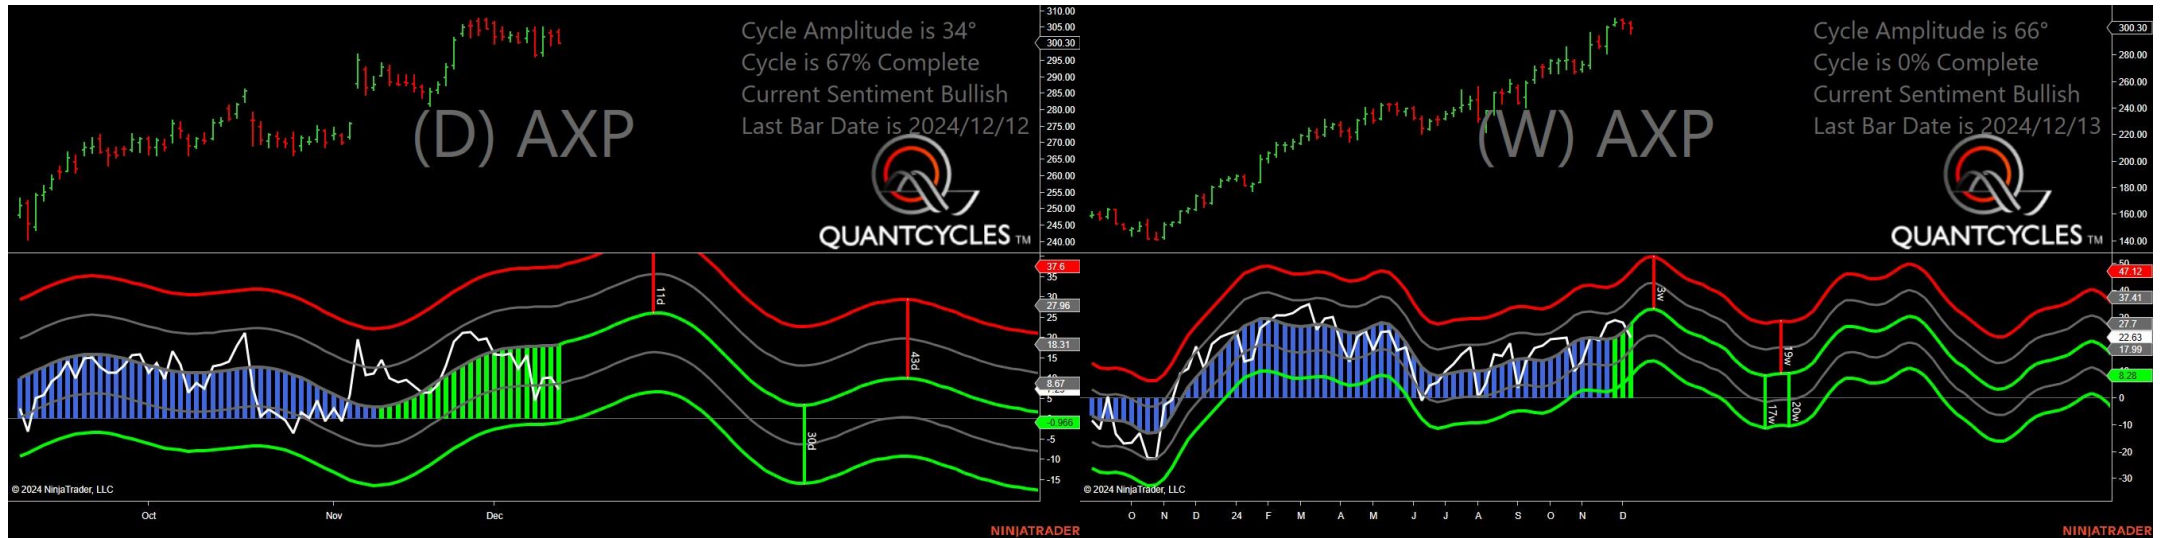 Cycle Amplitude is 34°
Cycle is 67% Complete
Current Sentiment Bullish
Last Bar Date is 2024/12/12
(D) AXP
QUANTCYCLES TM
310.00
305.00
300.30
295.00
290.00
285.00
280.00
275.00
270.00
265.00
260.00
255.00
250.00
245.00
240.00
37.6
35
30
27.96
25
18.31
15
8.67
5
-0.966
-5
-10
-15
11d
43d
30d
© 2024 NinjaTrader, LLC
Oct
Nov
Dec
NINJATRADER
Cycle Amplitude is 66°
Cycle is 0% Complete
Current Sentiment Bullish
Last Bar Date is 2024/12/13
(W) AXP
QUANTCYCLES TM
300.30
280.00
260.00
240.00
220.00
200.00
180.00
160.00
140.00
50
47.12
40
37.41
30
27.7
22.63
17.99
8.28
0
-10
-20
-30
3w
19w
17w
20w
© 2024 NinjaTrader, LLC
O N D 24 F M A M J J A S O N D
NINJATRADER